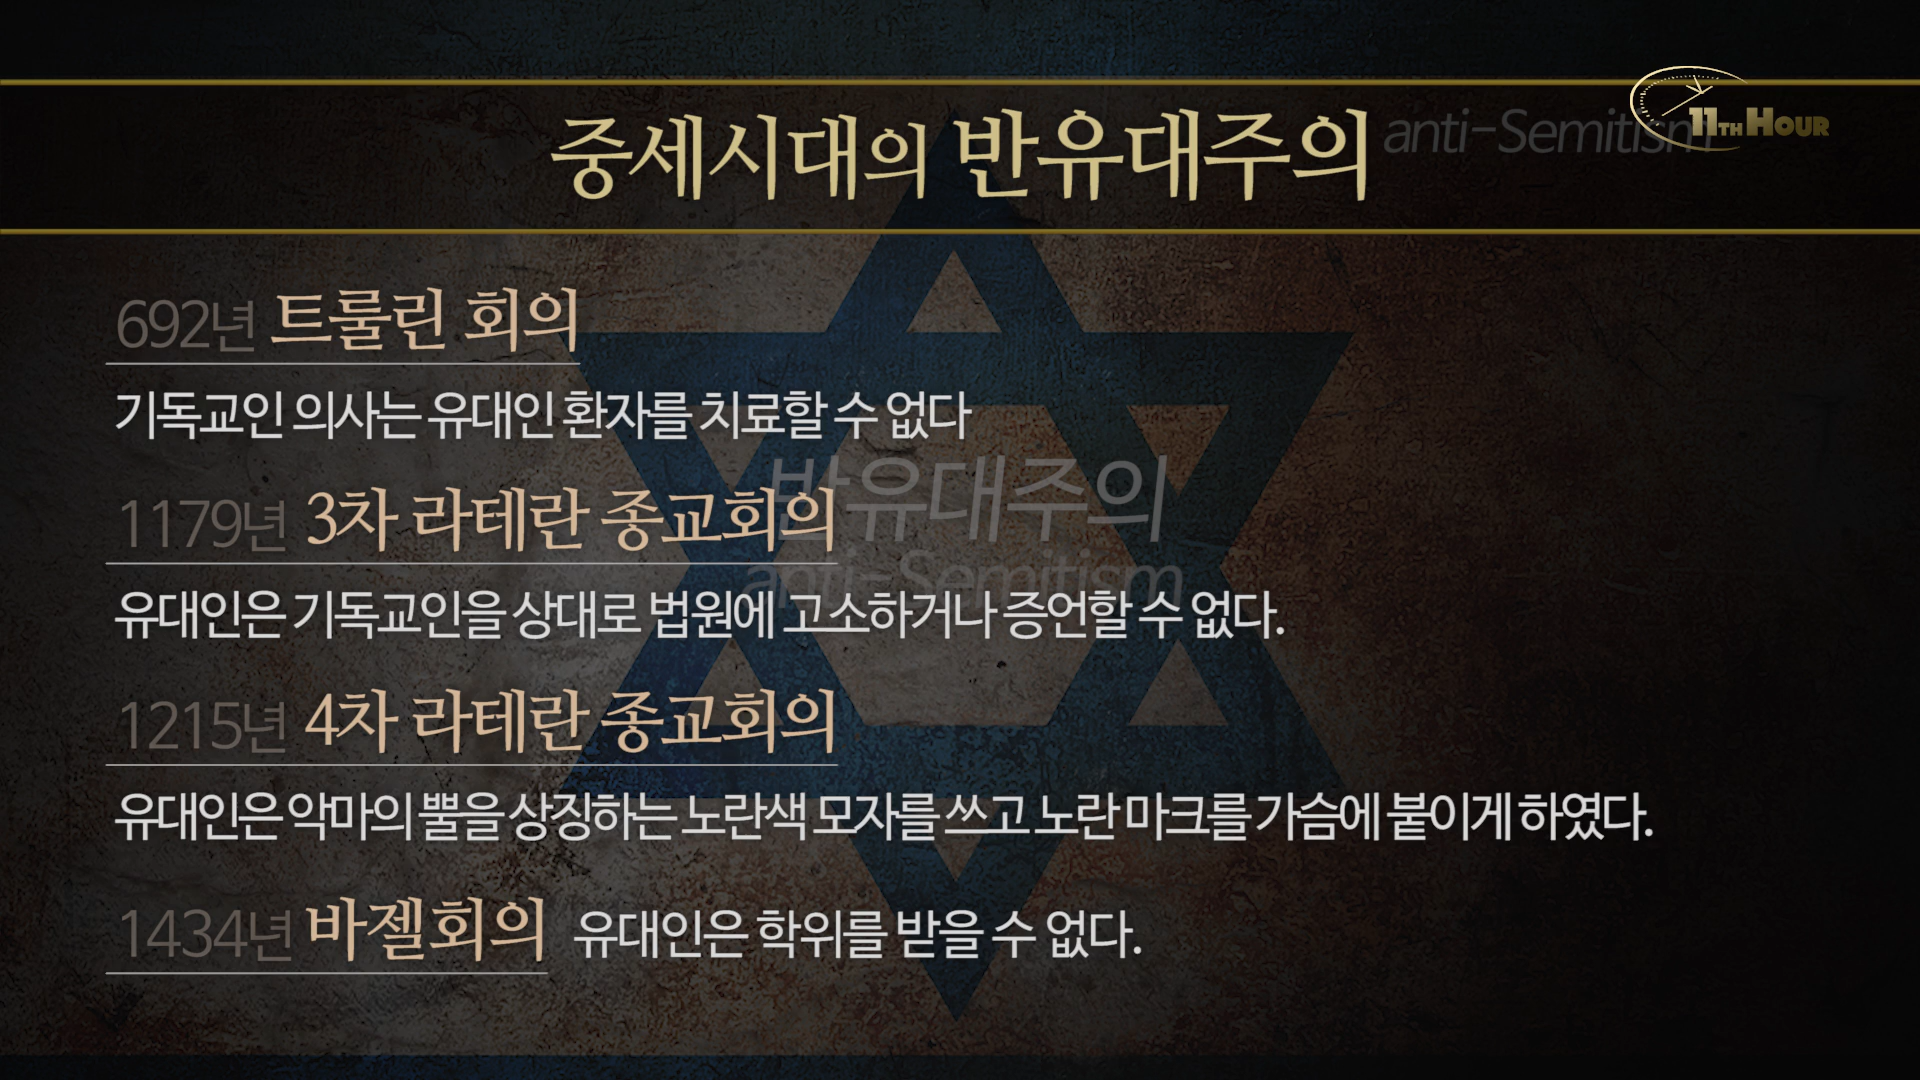 중세시대의 반유대주의 anti-Semitism
11TH HOUR
692년 트룰린 회의
기독교인 의사는 유대인 환자를 치료할 수 없다
반유대주의
anti-Semitism
1179년 3차 라테란 종교회의
유대인은 기독교인을 상대로 법원에 고소하거나 증언할 수 없다.
1215년 4차 라테란 종교회의
유대인은 악마의 뿔을 상징하는 노란색 모자를 쓰고 노란 마크를 가슴에 붙이게 하였다.
1434년 바젤회의 유대인은 학위를 받을 수 없다.